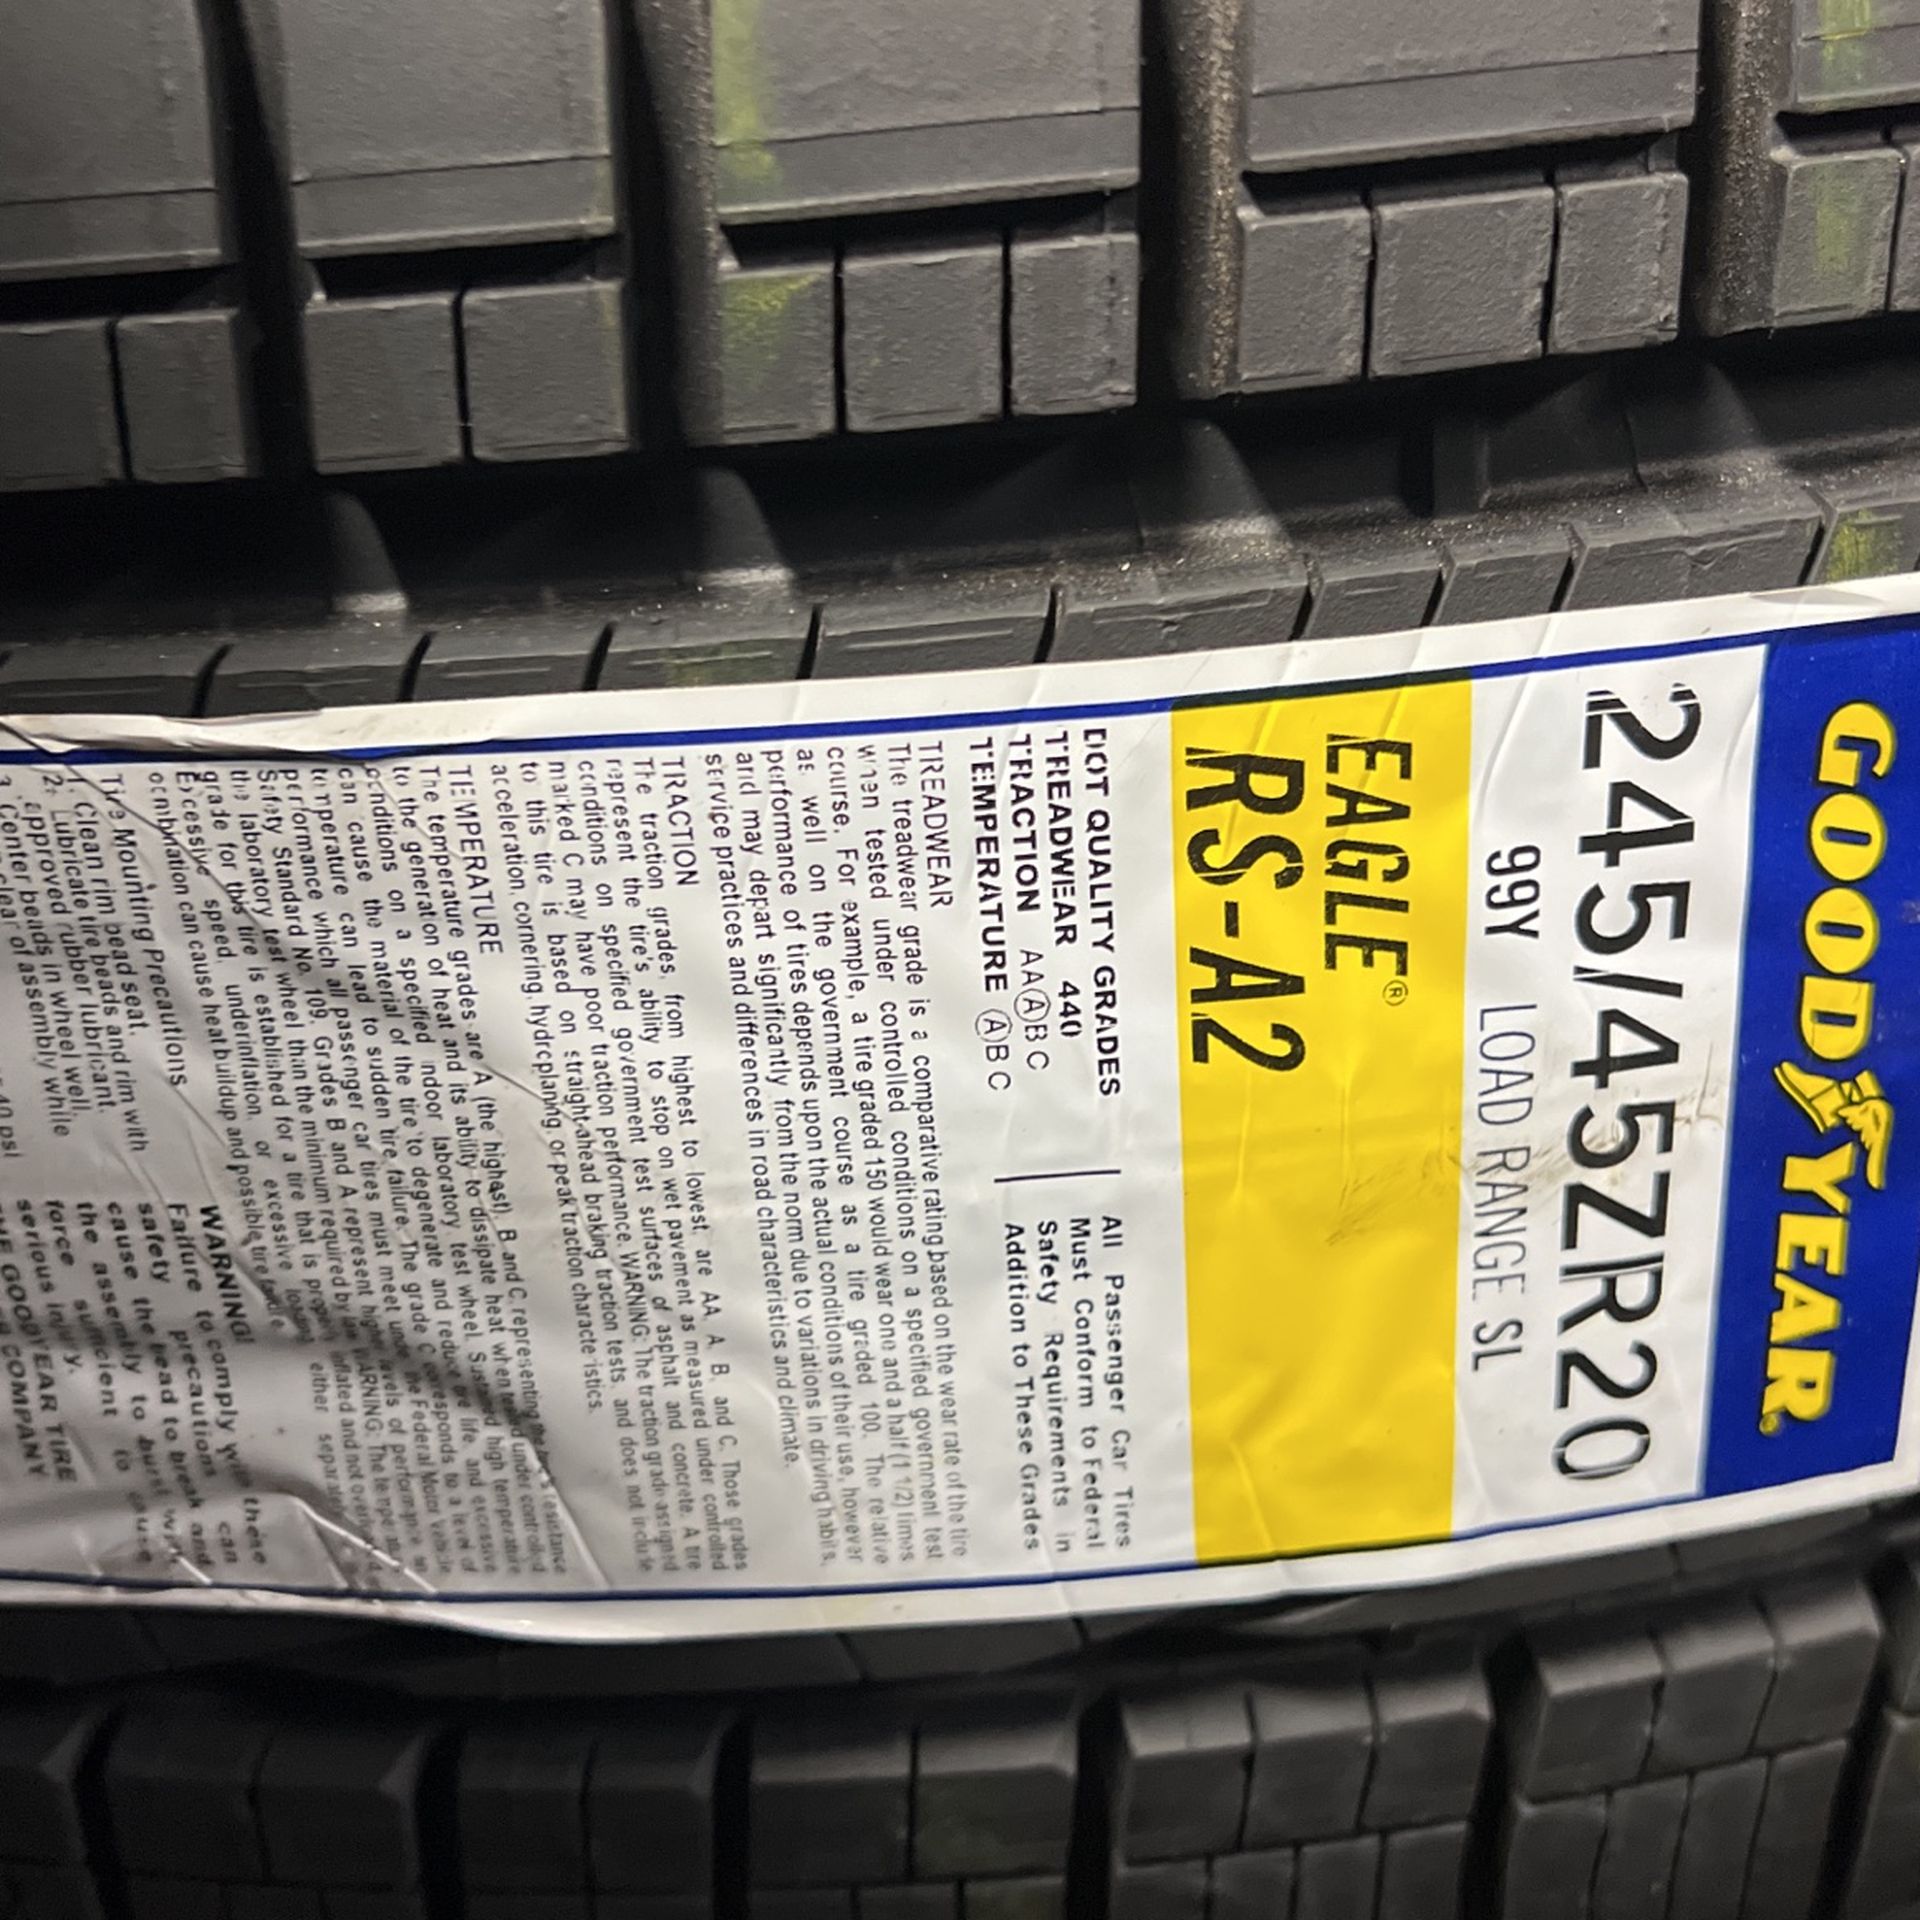 GOODYEAR
245/45ZR20
99Y LOAD RANGE SL
EAGLE®
RS-A2
DOT QUALITY GRADES
TREADWEAR 440
TRACTION AA A B C
TEMPERATURE A B C
All Passenger Car Tires
Must Conform to Federal
Safety Requirements in
Addition to These Grades
TREADWEAR
The treadwear grade is a comparative rating based on the wear rate of the tire
when tested under controlled conditions on a specified government test
course. For example, a tire graded 150 would wear one and a half (1 1/2) times
as well on the government course as a tire graded 100. The relative
performance of tires depends upon the actual conditions of their use, however
and may depart significantly from the norm due to variations in driving habits,
service practices and differences in road characteristics and climate.
TRACTION
The traction grades, from highest to lowest, are AA, A, B, and C. Those grades
represent the tire's ability to stop on wet pavement as measured under controlled
conditions on specified government test surfaces of asphalt and concrete. A tire
marked C may have poor traction performance. WARNING: The traction grade assigned
to this tire is based on straight-ahead braking traction tests, and does not include
acceleration, cornering, hydroplaning, or peak traction characteristics.
TEMPERATURE
The temperature grades are A (the highest), B and C, representing the tire's resistance
to the generation of heat and its ability to dissipate heat when tested under controlled
conditions on a specified indoor laboratory test wheel. Sustained high temperature
can cause the material of the tire to degenerate and reduce tire life, and excessive
temperature can lead to sudden tire failure. The grade C corresponds to a level of
performance which all passenger car tires must meet under the Federal Motor Vehicle
Safety Standard No. 109. Grades B and A represent higher levels of performance on
the laboratory test wheel than the minimum required by law. WARNING: The temperature
grade for this tire is established for a tire that is properly inflated and not
Excessive speed, underinflation, or excessive loading, either
combination can cause heat buildup and possible tire failure.
Tire Mounting Precautions
1. Clean rim bead seat.
2. Lubricate tire beads and rim with
approved rubber lubricant.
3. Center beads in wheel well.
clear of assembly while
40 psi
WARNING!
Failure to comply with these
safety precautions can
cause the bead to break and
the assembly to burst with
force sufficient to cause
serious injury.
THE GOODYEAR TIRE
COMPANY